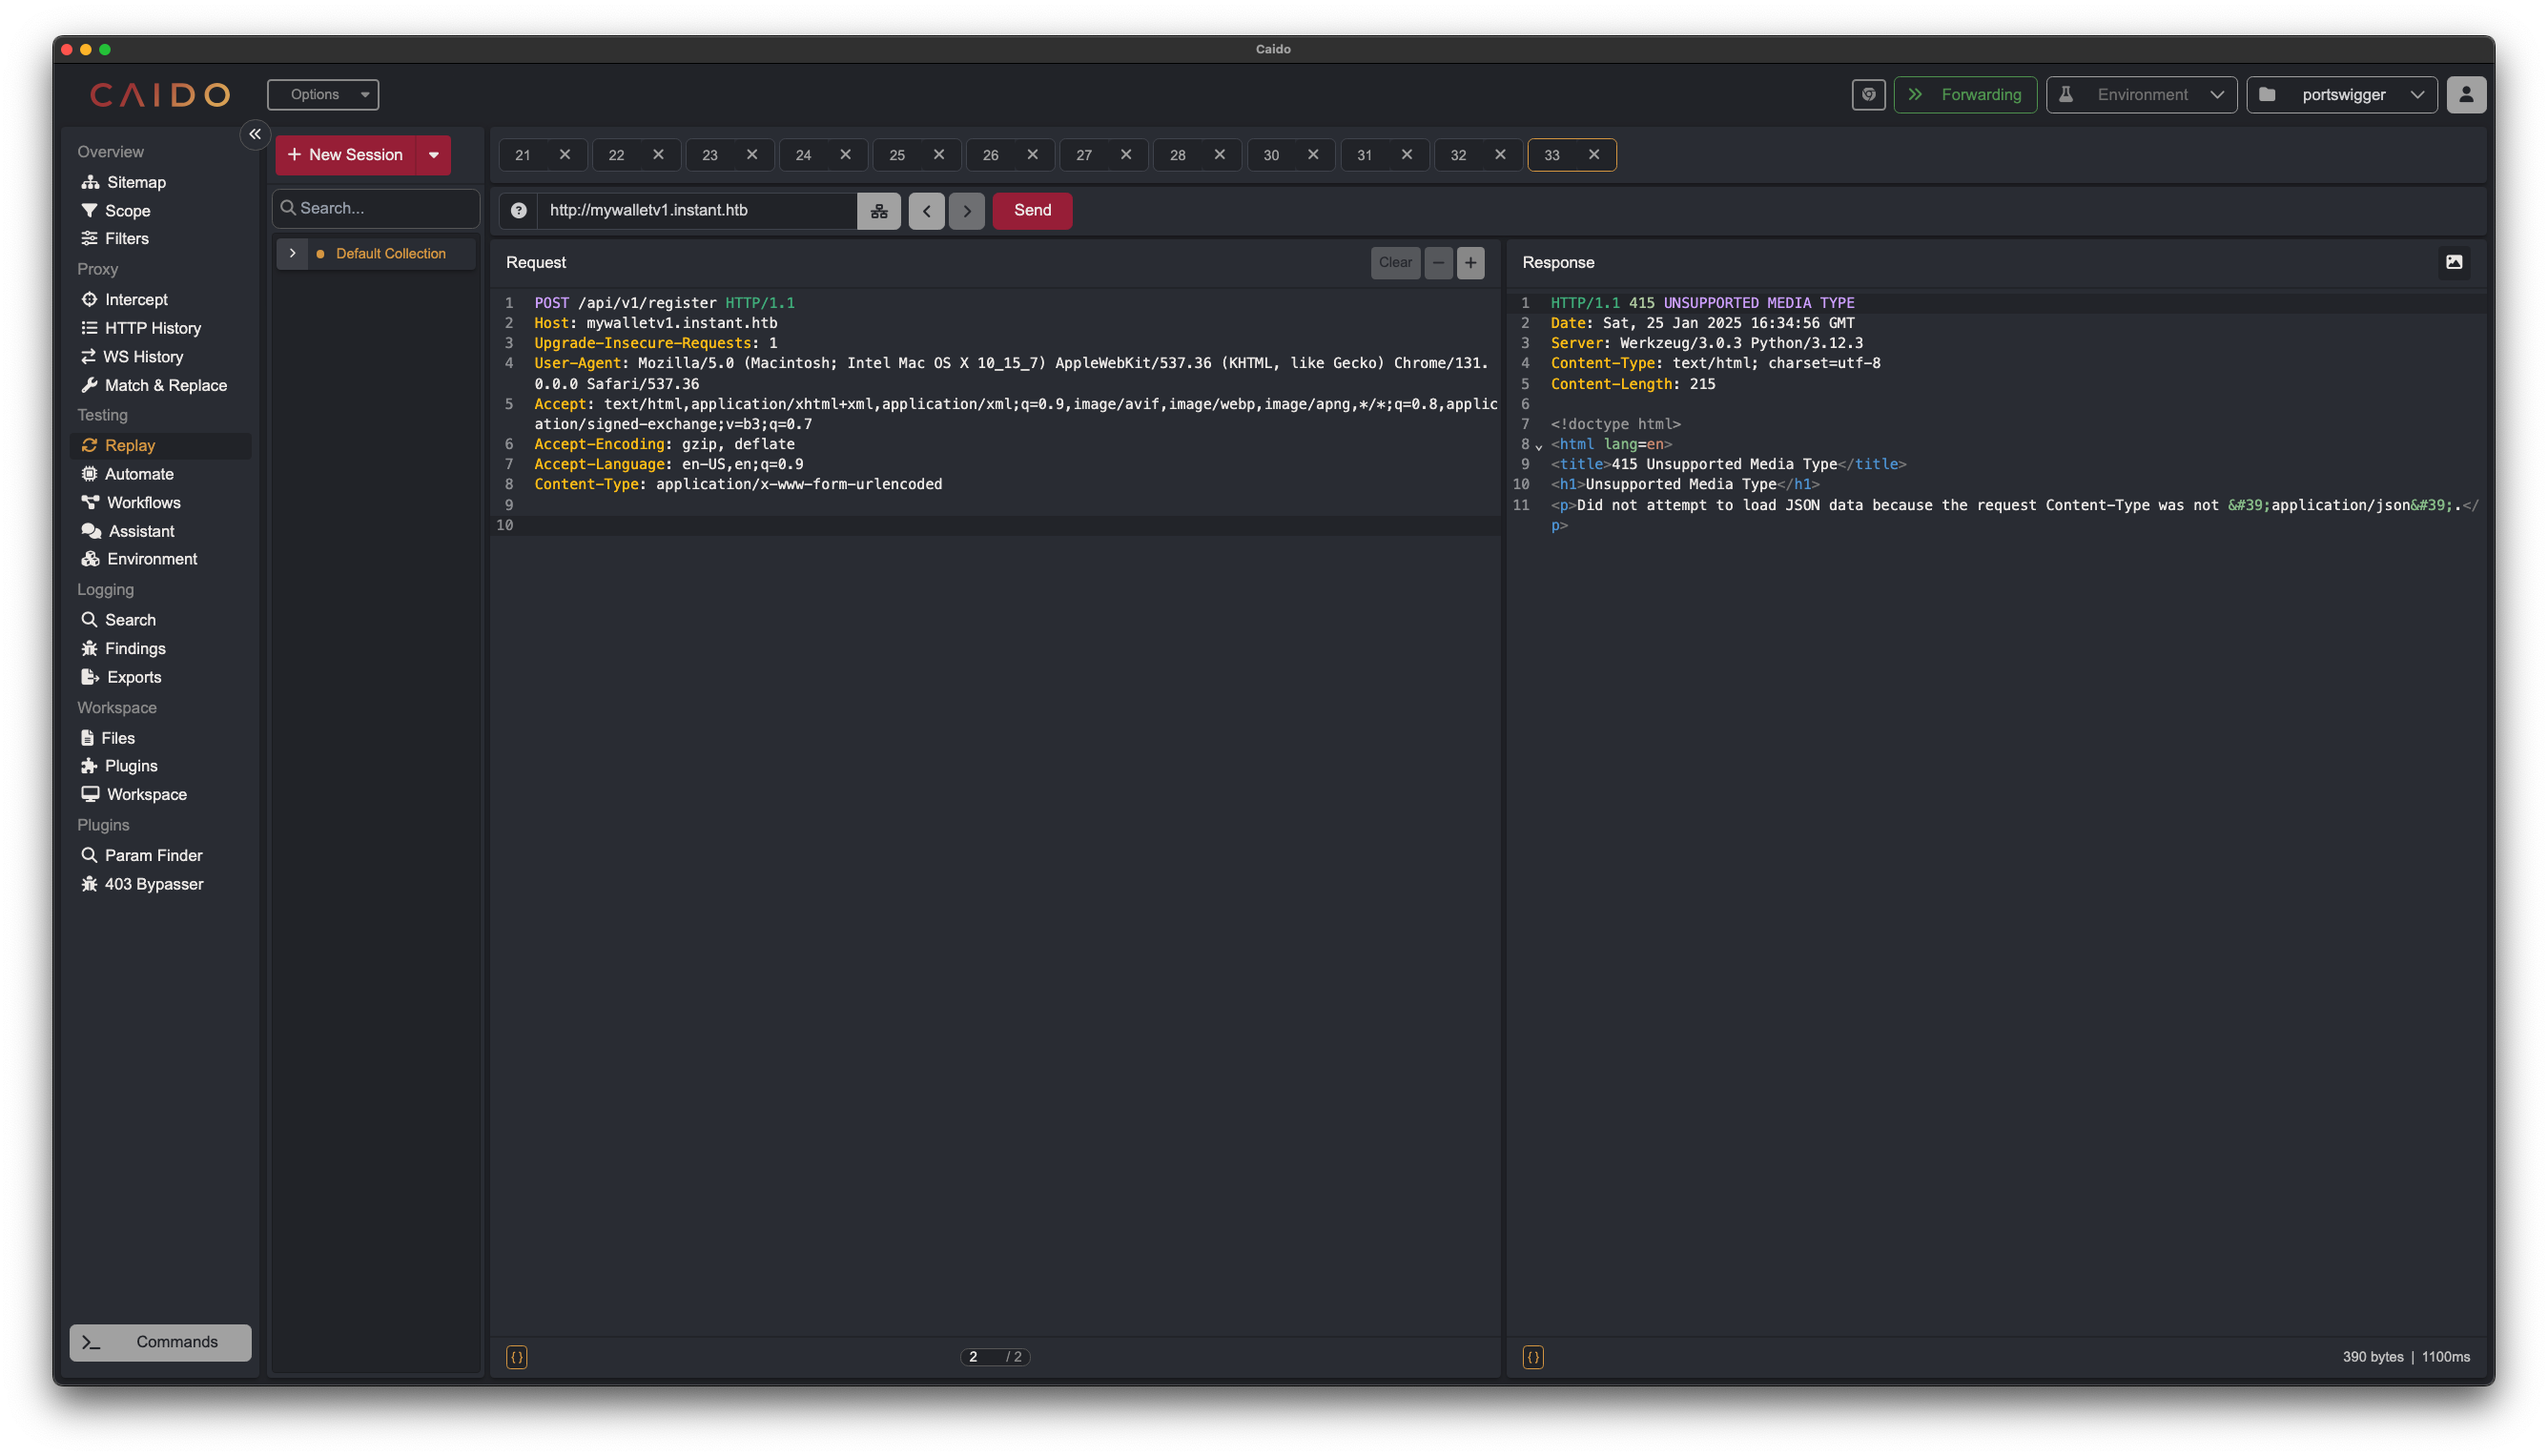 Caido
CAIDO
Options
Forwarding
Environment
portswigger
Overview
Sitemap
Scope
Filters
Proxy
Intercept
HTTP History
WS History
Match & Replace
Testing
Replay
Automate
Workflows
Assistant
Environment
Logging
Search
Findings
Exports
Workspace
Files
Plugins
Workspace
Plugins
Param Finder
403 Bypasser
>_ Commands
+ New Session
Search...
Default Collection
21 22 23 24 25 26 27 28 30 31 32 33
http://mywalletv1.instant.htb
Send
Request
Clear
1 POST /api/v1/register HTTP/1.1
2 Host: mywalletv1.instant.htb
3 Upgrade-Insecure-Requests: 1
4 User-Agent: Mozilla/5.0 (Macintosh; Intel Mac OS X 10_15_7) AppleWebKit/537.36 (KHTML, like Gecko) Chrome/131.
0.0.0 Safari/537.36
5 Accept: text/html,application/xhtml+xml,application/xml;q=0.9,image/avif,image/webp,image/apng,*/*;q=0.8,applic
ation/signed-exchange;v=b3;q=0.7
6 Accept-Encoding: gzip, deflate
7 Accept-Language: en-US,en;q=0.9
8 Content-Type: application/x-www-form-urlencoded
9
10
{} 2 / 2
Response
1 HTTP/1.1 415 UNSUPPORTED MEDIA TYPE
2 Date: Sat, 25 Jan 2025 16:34:56 GMT
3 Server: Werkzeug/3.0.3 Python/3.12.3
4 Content-Type: text/html; charset=utf-8
5 Content-Length: 215
6
7 <!doctype html>
8 <html lang=en>
9 <title>415 Unsupported Media Type</title>
10 <h1>Unsupported Media Type</h1>
11 <p>Did not attempt to load JSON data because the request Content-Type was not &#39;application/json&#39;.</
p>
{} 390 bytes | 1100ms